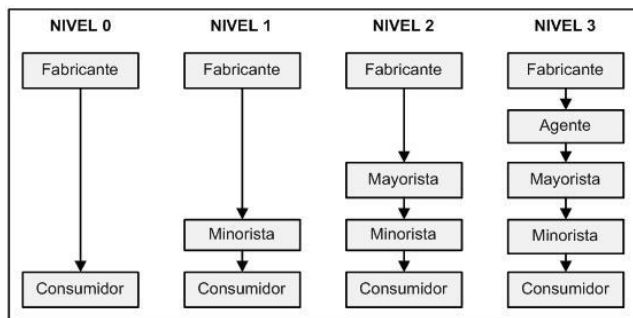 NIVEL 0 NIVEL 1 NIVEL 2 NIVEL 3
Fabricante Fabricante Fabricante Fabricante
Agente
Mayorista Mayorista
Minorista Minorista Minorista
Consumidor Consumidor Consumidor Consumidor